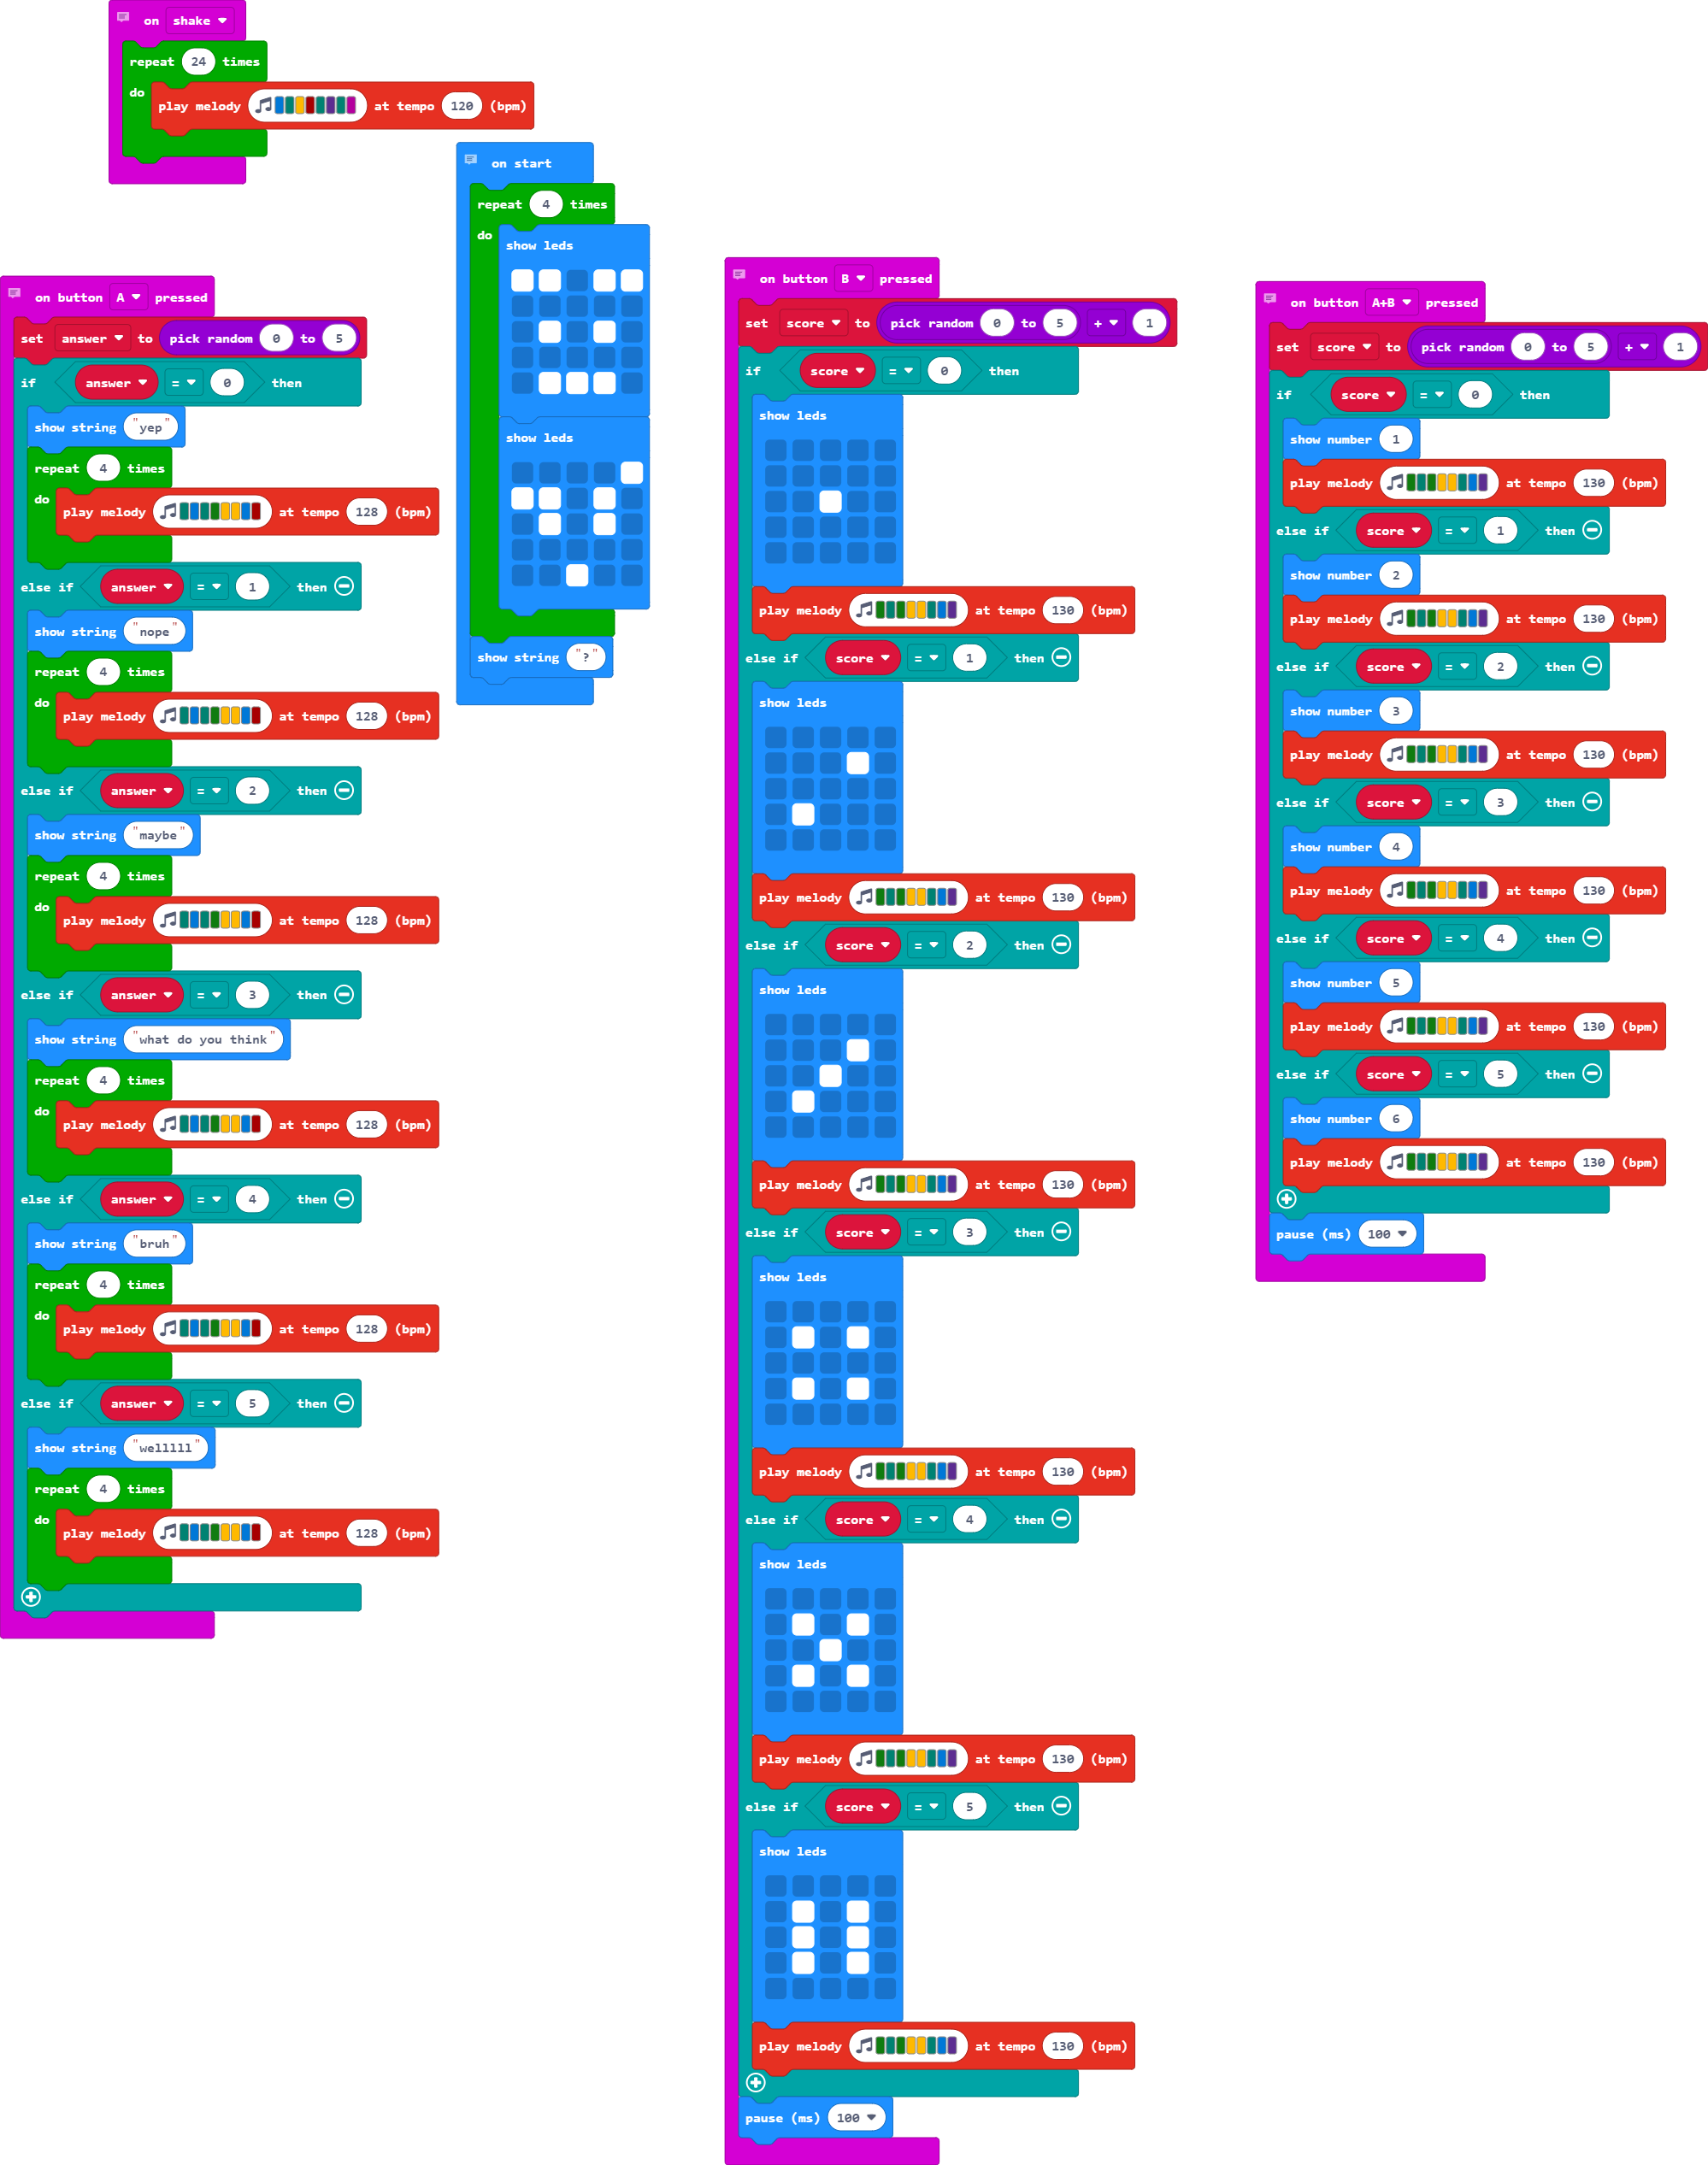 on shake
repeat 24 times
do
play melody at tempo 120 (bpm)
on start
repeat 4 times
do
show leds
show leds
show string "?"
on button A pressed
set answer to pick random 0 to 5
if answer = 0 then
show string "yep"
repeat 4 times
do
play melody at tempo 128 (bpm)
else if answer = 1 then
show string "nope"
repeat 4 times
do
play melody at tempo 128 (bpm)
else if answer = 2 then
show string "maybe"
repeat 4 times
do
play melody at tempo 128 (bpm)
else if answer = 3 then
show string "what do you think"
repeat 4 times
do
play melody at tempo 128 (bpm)
else if answer = 4 then
show string "bruh"
repeat 4 times
do
play melody at tempo 128 (bpm)
else if answer = 5 then
show string "welllll"
repeat 4 times
do
play melody at tempo 128 (bpm)
on button B pressed
set score to pick random 0 to 5 + 1
if score = 0 then
show leds
play melody at tempo 130 (bpm)
else if score = 1 then
show leds
play melody at tempo 130 (bpm)
else if score = 2 then
show leds
play melody at tempo 130 (bpm)
else if score = 3 then
show leds
play melody at tempo 130 (bpm)
else if score = 4 then
show leds
play melody at tempo 130 (bpm)
else if score = 5 then
show leds
play melody at tempo 130 (bpm)
pause (ms) 100
on button A+B pressed
set score to pick random 0 to 5 + 1
if score = 0 then
show number 1
play melody at tempo 130 (bpm)
else if score = 1 then
show number 2
play melody at tempo 130 (bpm)
else if score = 2 then
show number 3
play melody at tempo 130 (bpm)
else if score = 3 then
show number 4
play melody at tempo 130 (bpm)
else if score = 4 then
show number 5
play melody at tempo 130 (bpm)
else if score = 5 then
show number 6
play melody at tempo 130 (bpm)
pause (ms) 100